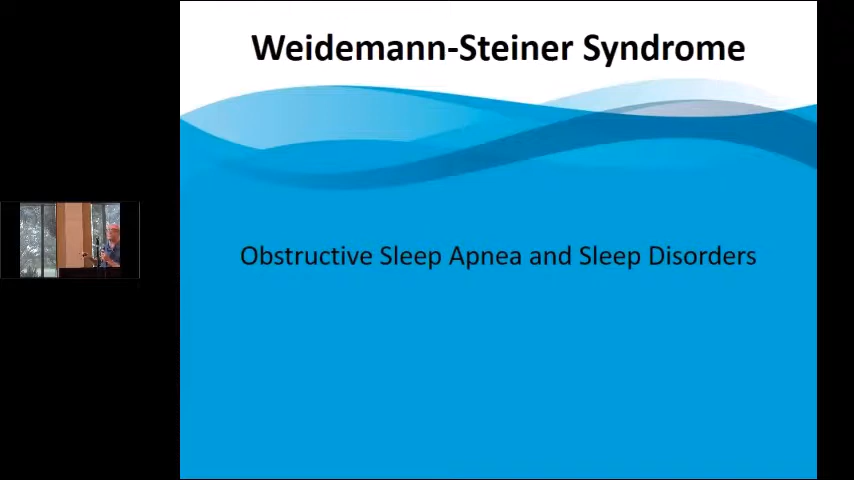 Weidemann-Steiner Syndrome
Obstructive Sleep Apnea and Sleep Disorders